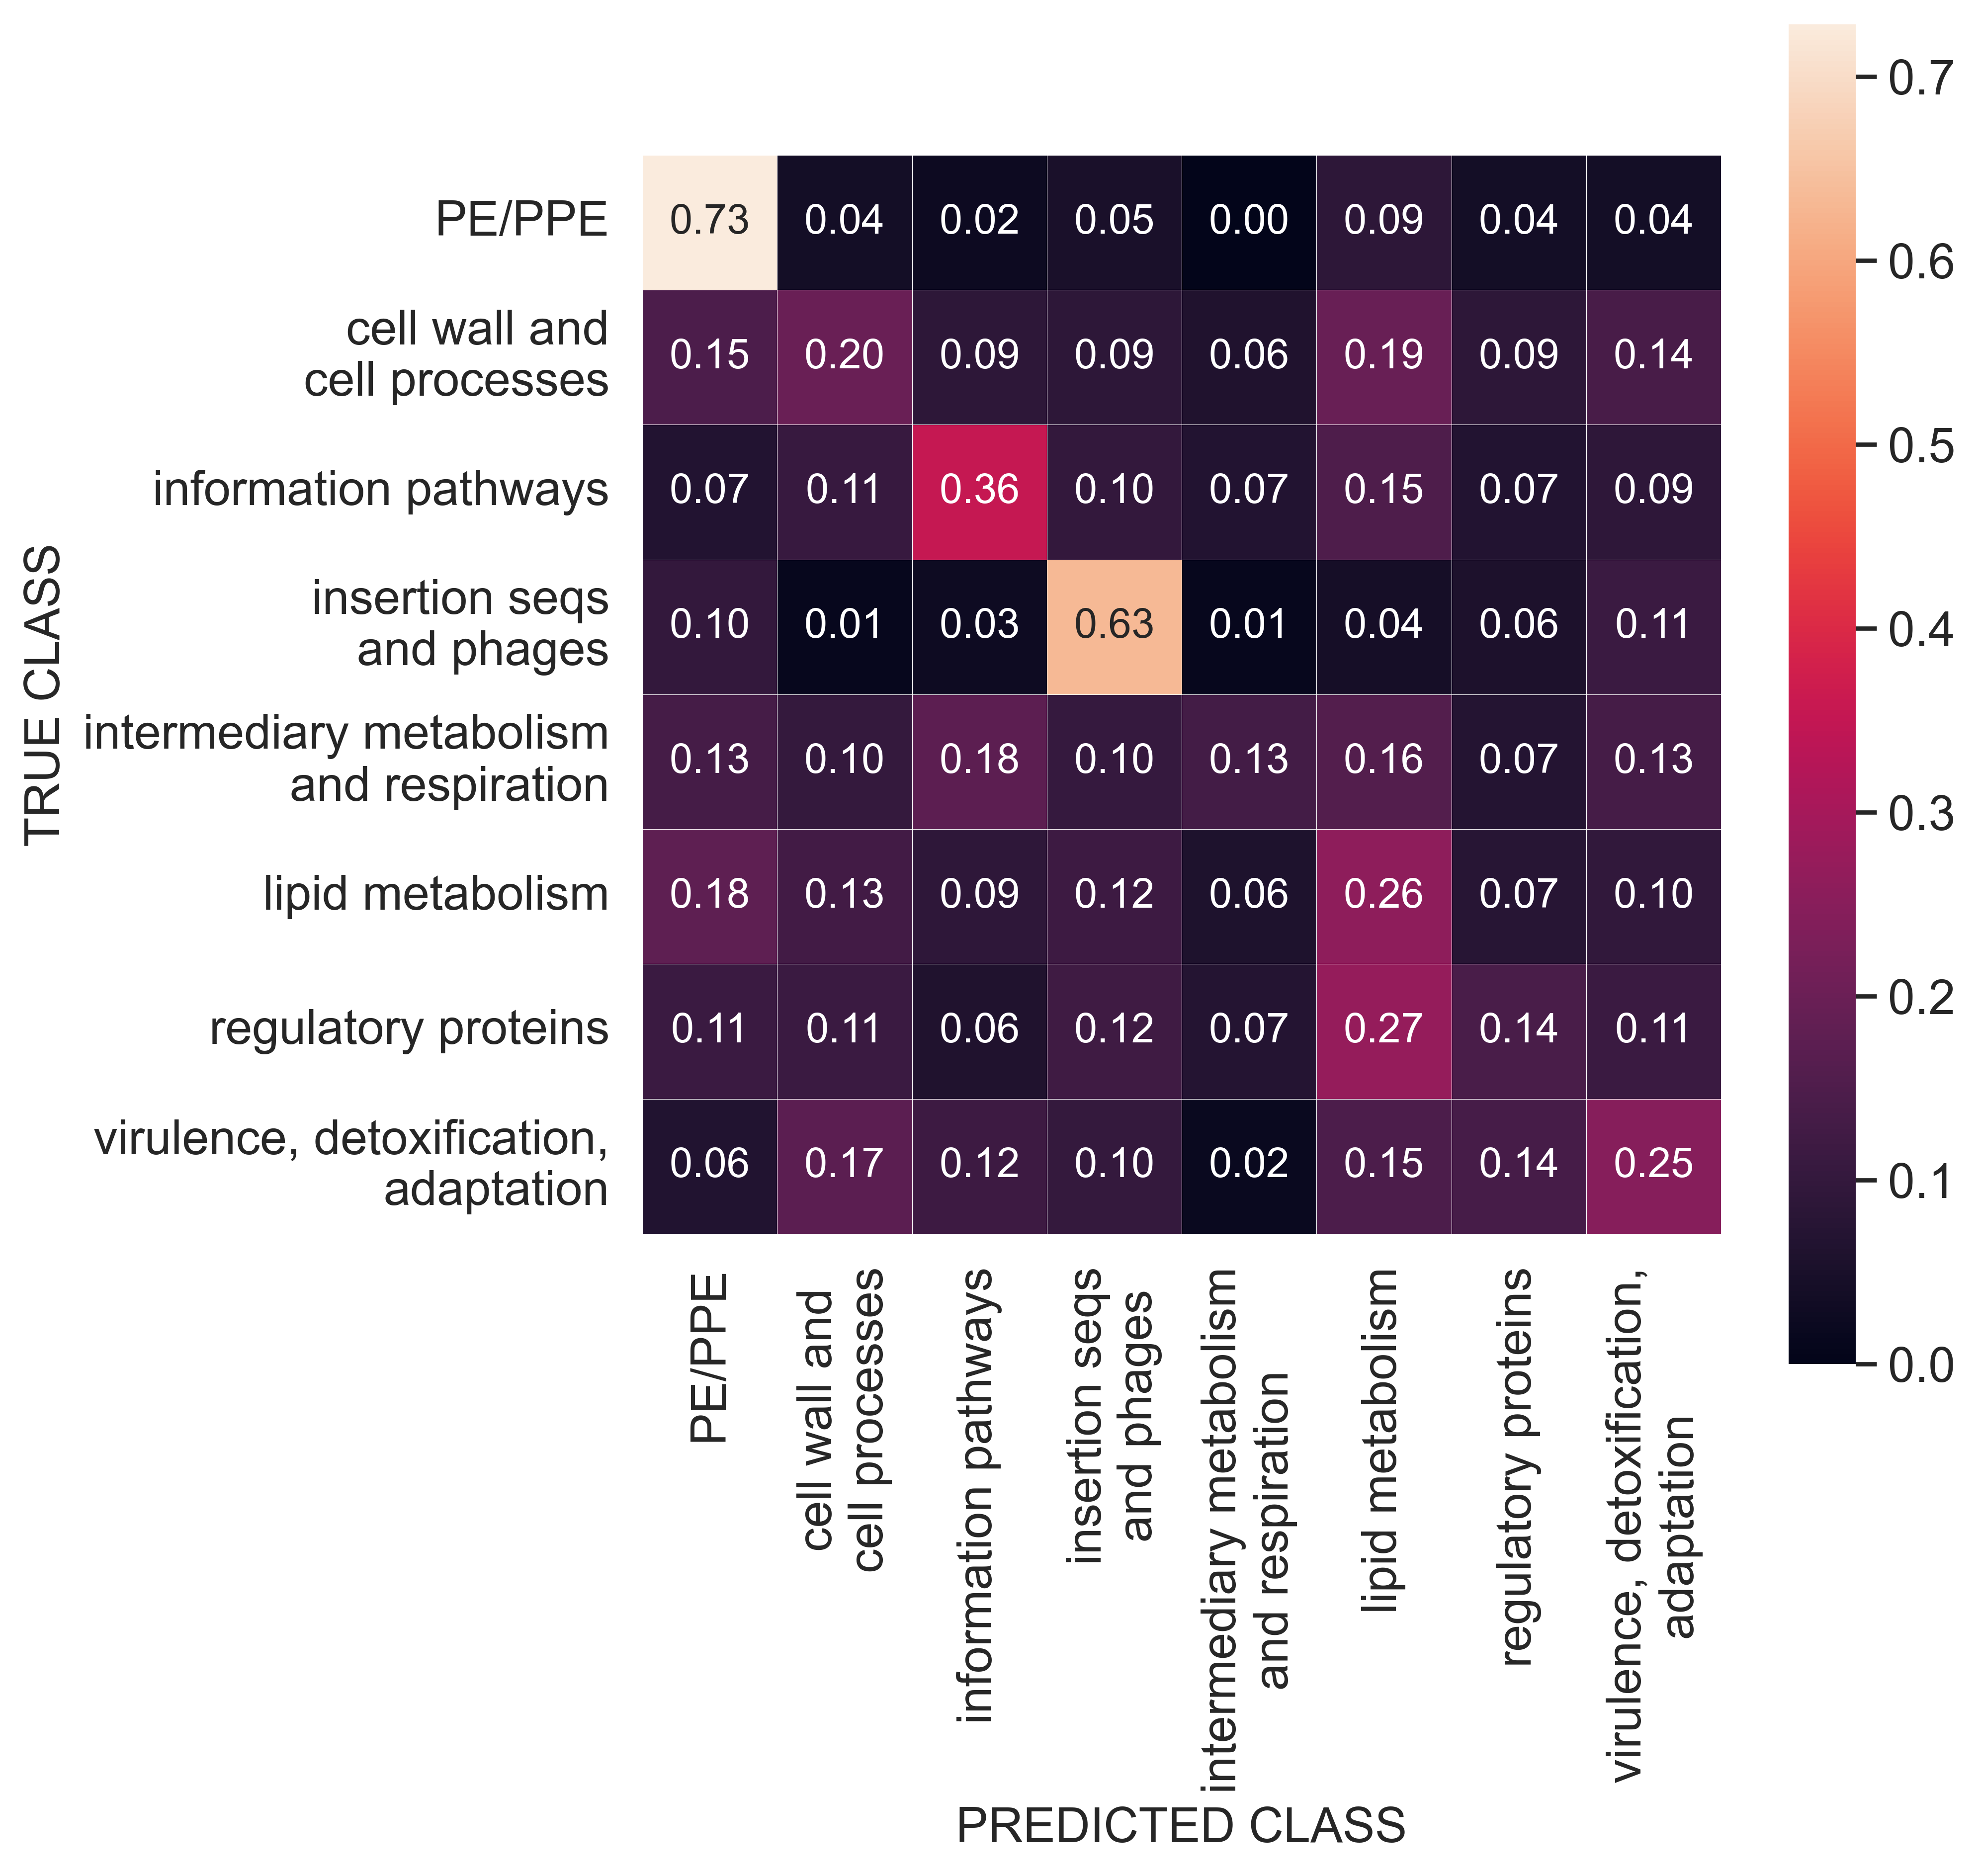 0.7
0.6
0.5
0.4
0.3
0.2
0.1
0.0
TRUE CLASS
PE/PPE
0.73 0.04 0.02 0.05 0.00 0.09 0.04 0.04
cell wall and
cell processes
0.15 0.20 0.09 0.09 0.06 0.19 0.09 0.14
information pathways
0.07 0.11 0.36 0.10 0.07 0.15 0.07 0.09
insertion seqs
and phages
0.10 0.01 0.03 0.63 0.01 0.04 0.06 0.11
intermediary metabolism
and respiration
0.13 0.10 0.18 0.10 0.13 0.16 0.07 0.13
lipid metabolism
0.18 0.13 0.09 0.12 0.06 0.26 0.07 0.10
regulatory proteins
0.11 0.11 0.06 0.12 0.07 0.27 0.14 0.11
virulence, detoxification,
adaptation
0.06 0.17 0.12 0.10 0.02 0.15 0.14 0.25
PE/PPE
cell wall and
cell processes
information pathways
insertion seqs
and phages
intermediary metabolism
and respiration
lipid metabolism
regulatory proteins
virulence, detoxification,
adaptation
PREDICTED CLASS